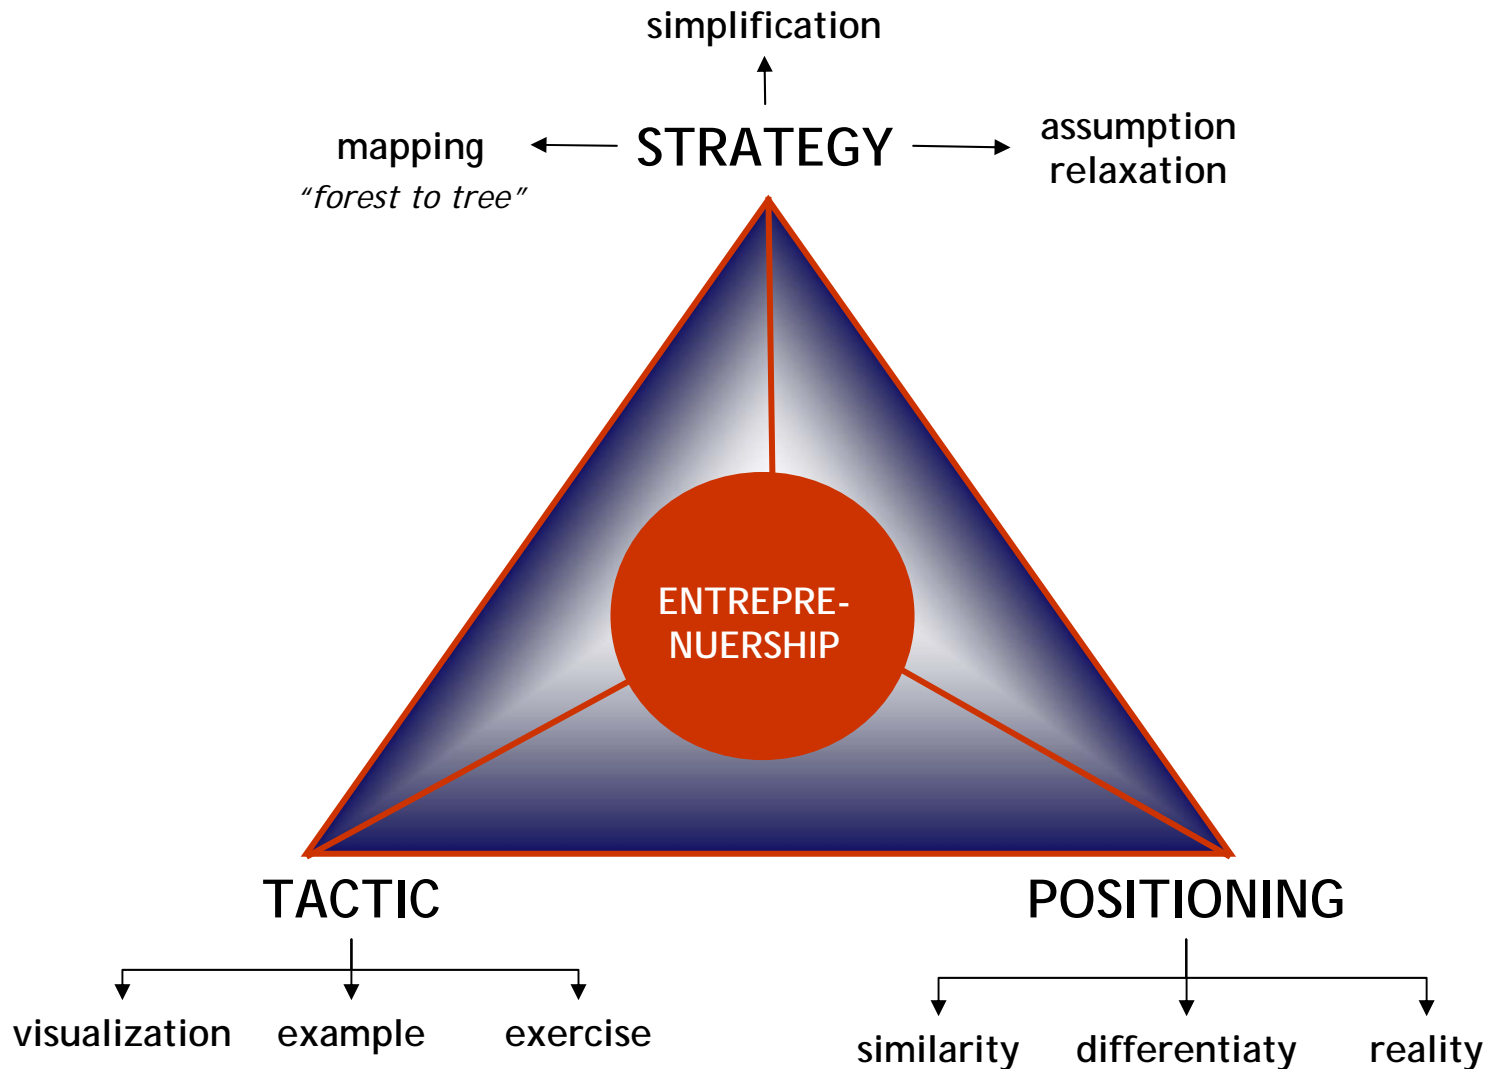 simplification
mapping
STRATEGY
assumption
relaxation
“forest to tree”
ENTREPRE-
NUERSHIP
TACTIC
POSITIONING
visualization
example
exercise
similarity
differentiaty
reality